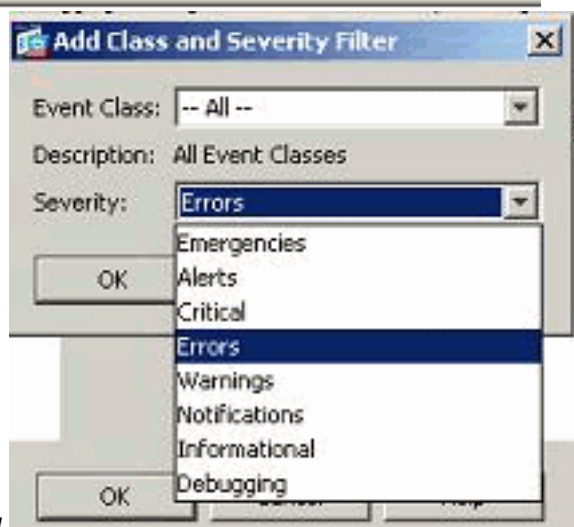 Add Class and Severity Filter
Event Class: -- All --
Description: All Event Classes
Severity: Errors
Emergencies
OK Alerts
Critical
Errors
Warnings
Notifications
Informational
Debugging
OK